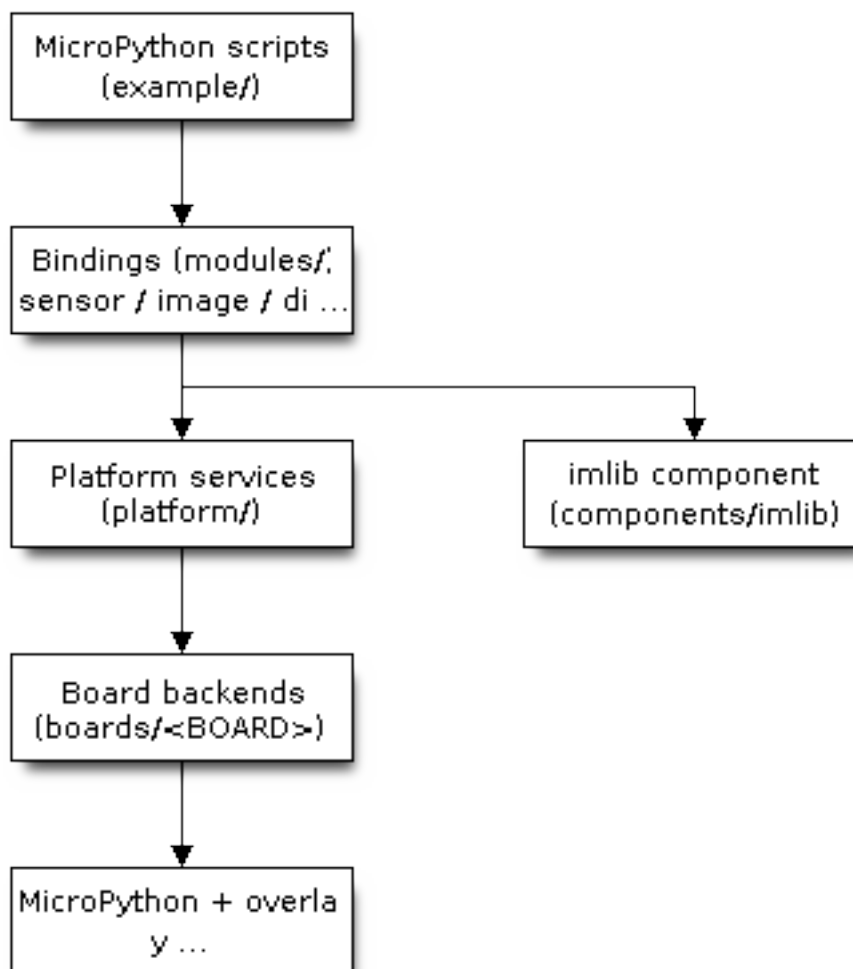 MicroPython scripts
(example/)
Bindings (modules/)
sensor / image / di ...
Platform services
(platform/)
imlib component
(components/imlib)
Board backends
(boards/<BOARD>)
MicroPython + overla
y ...